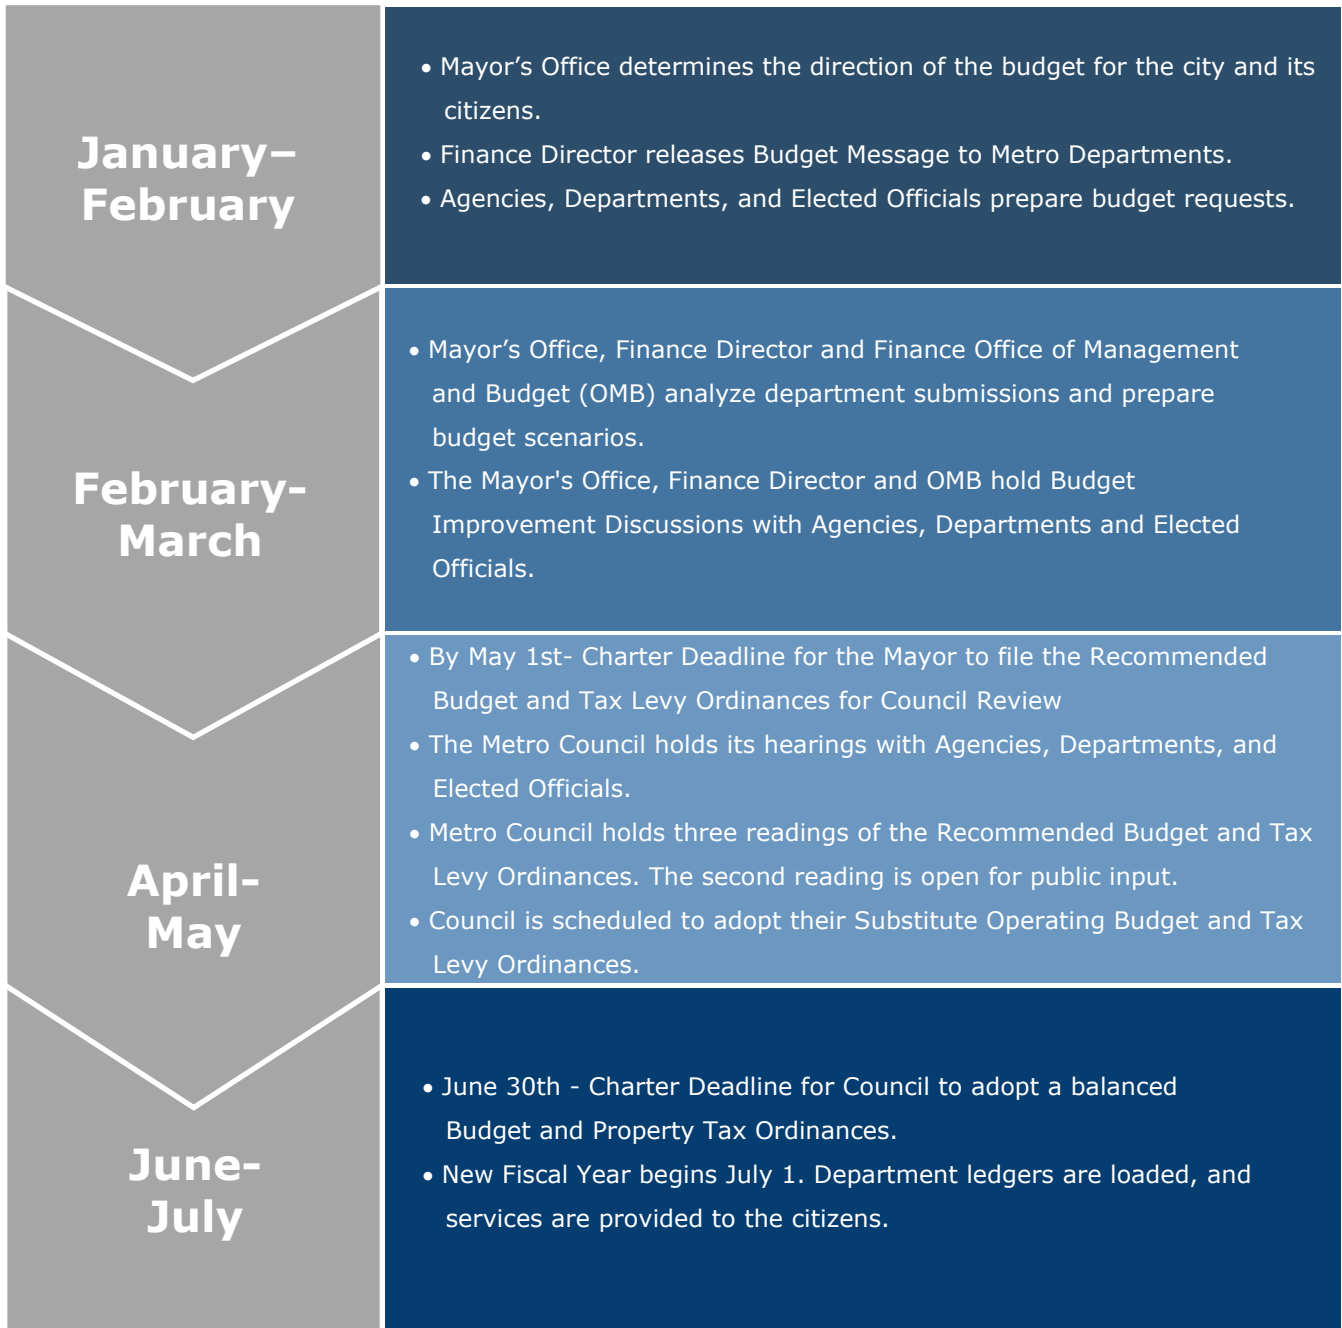 January–
February
• Mayor’s Office determines the direction of the budget for the city and its
citizens.
• Finance Director releases Budget Message to Metro Departments.
• Agencies, Departments, and Elected Officials prepare budget requests.
February-
March
• Mayor’s Office, Finance Director and Finance Office of Management
and Budget (OMB) analyze department submissions and prepare
budget scenarios.
• The Mayor's Office, Finance Director and OMB hold Budget
Improvement Discussions with Agencies, Departments and Elected
Officials.
April-
May
• By May 1st- Charter Deadline for the Mayor to file the Recommended
Budget and Tax Levy Ordinances for Council Review
• The Metro Council holds its hearings with Agencies, Departments, and
Elected Officials.
• Metro Council holds three readings of the Recommended Budget and Tax
Levy Ordinances. The second reading is open for public input.
• Council is scheduled to adopt their Substitute Operating Budget and Tax
Levy Ordinances.
June-
July
• June 30th - Charter Deadline for Council to adopt a balanced
Budget and Property Tax Ordinances.
• New Fiscal Year begins July 1. Department ledgers are loaded, and
services are provided to the citizens.